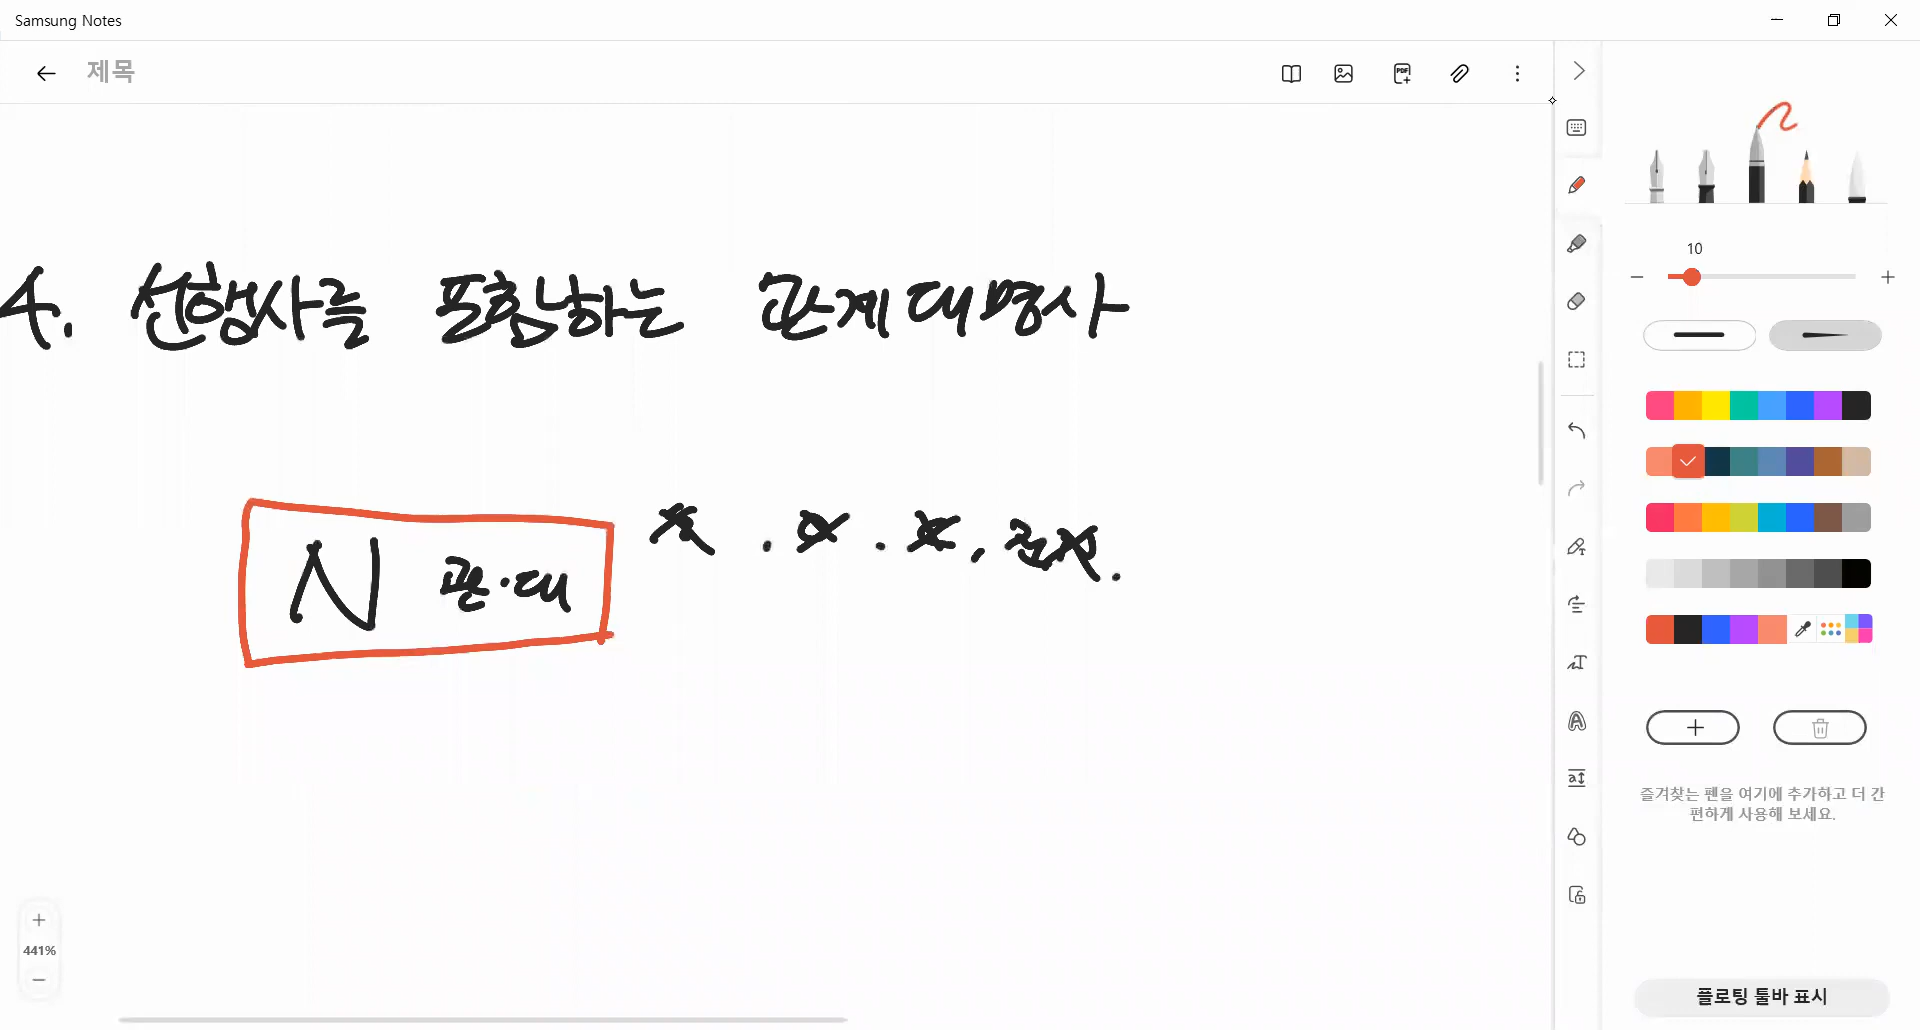 Samsung Notes
제목
10
4. 선행사를 포함하는 관계대명사
N 관·대 
즐겨찾는 펜을 여기에 추가하고 더 간
편하게 사용해 보세요.
441%
플로팅 툴바 표시